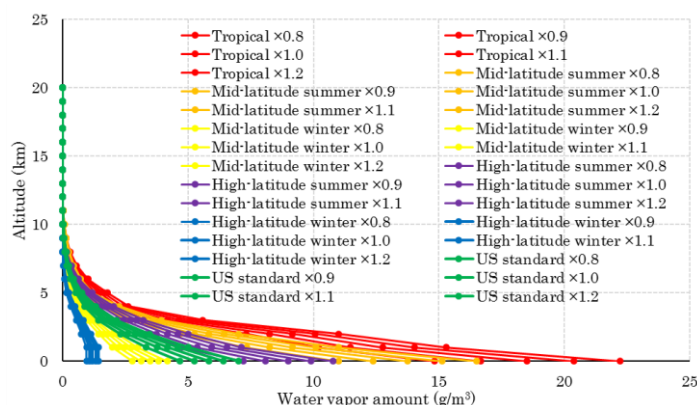 25
20
15
10
5
0
Altitude (km)
Tropical ×0.8 Tropical ×0.9
Tropical ×1.0 Tropical ×1.1
Tropical ×1.2 Mid-latitude summer ×0.8
Mid-latitude summer ×0.9 Mid-latitude summer ×1.0
Mid-latitude summer ×1.1 Mid-latitude summer ×1.2
Mid-latitude winter ×0.8 Mid-latitude winter ×0.9
Mid-latitude winter ×1.0 Mid-latitude winter ×1.1
Mid-latitude winter ×1.2 High-latitude summer ×0.8
High-latitude summer ×0.9 High-latitude summer ×1.0
High-latitude summer ×1.1 High-latitude summer ×1.2
High-latitude winter ×0.8 High-latitude winter ×0.9
High-latitude winter ×1.0 High-latitude winter ×1.1
High-latitude winter ×1.2 US standard ×0.8
US standard ×0.9 US standard ×1.0
US standard ×1.1 US standard ×1.2
0 5 10 15 20 25
Water vapor amount (g/m³)